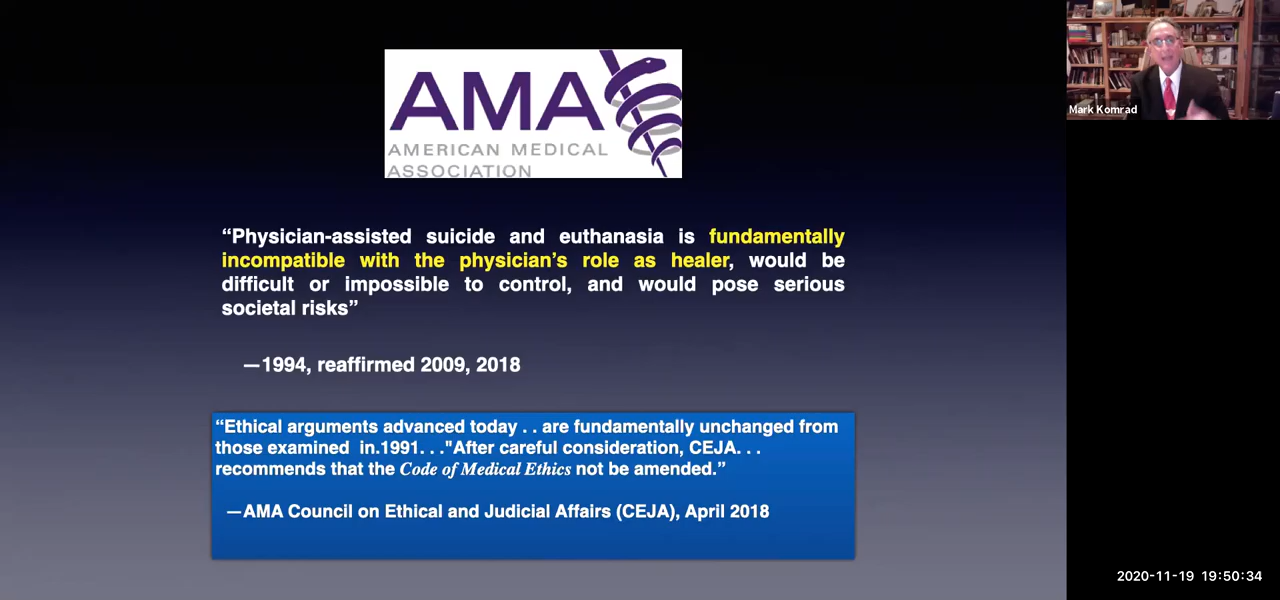 AMA
AMERICAN MEDICAL
ASSOCIATION
Mark Komrad
“Physician-assisted suicide and euthanasia is fundamentally
incompatible with the physician’s role as healer, would be
difficult or impossible to control, and would pose serious
societal risks”
—1994, reaffirmed 2009, 2018
“Ethical arguments advanced today . . are fundamentally unchanged from
those examined in.1991. . ."After careful consideration, CEJA. . .
recommends that the Code of Medical Ethics not be amended.”
—AMA Council on Ethical and Judicial Affairs (CEJA), April 2018
2020-11-19 19:50:34